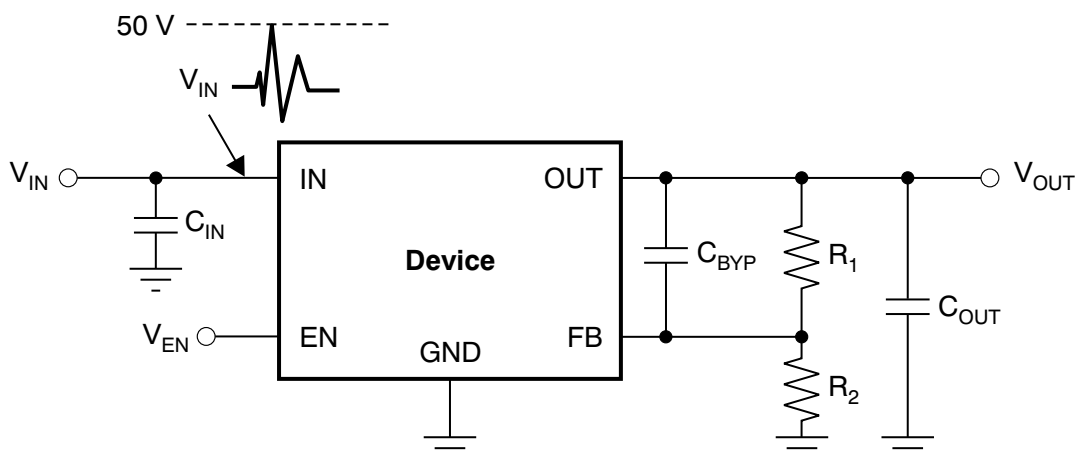 50 V
V_IN
V_IN
IN
OUT
V_OUT
C_IN
Device
C_BYP
R_1
C_OUT
V_EN
EN
GND
FB
R_2